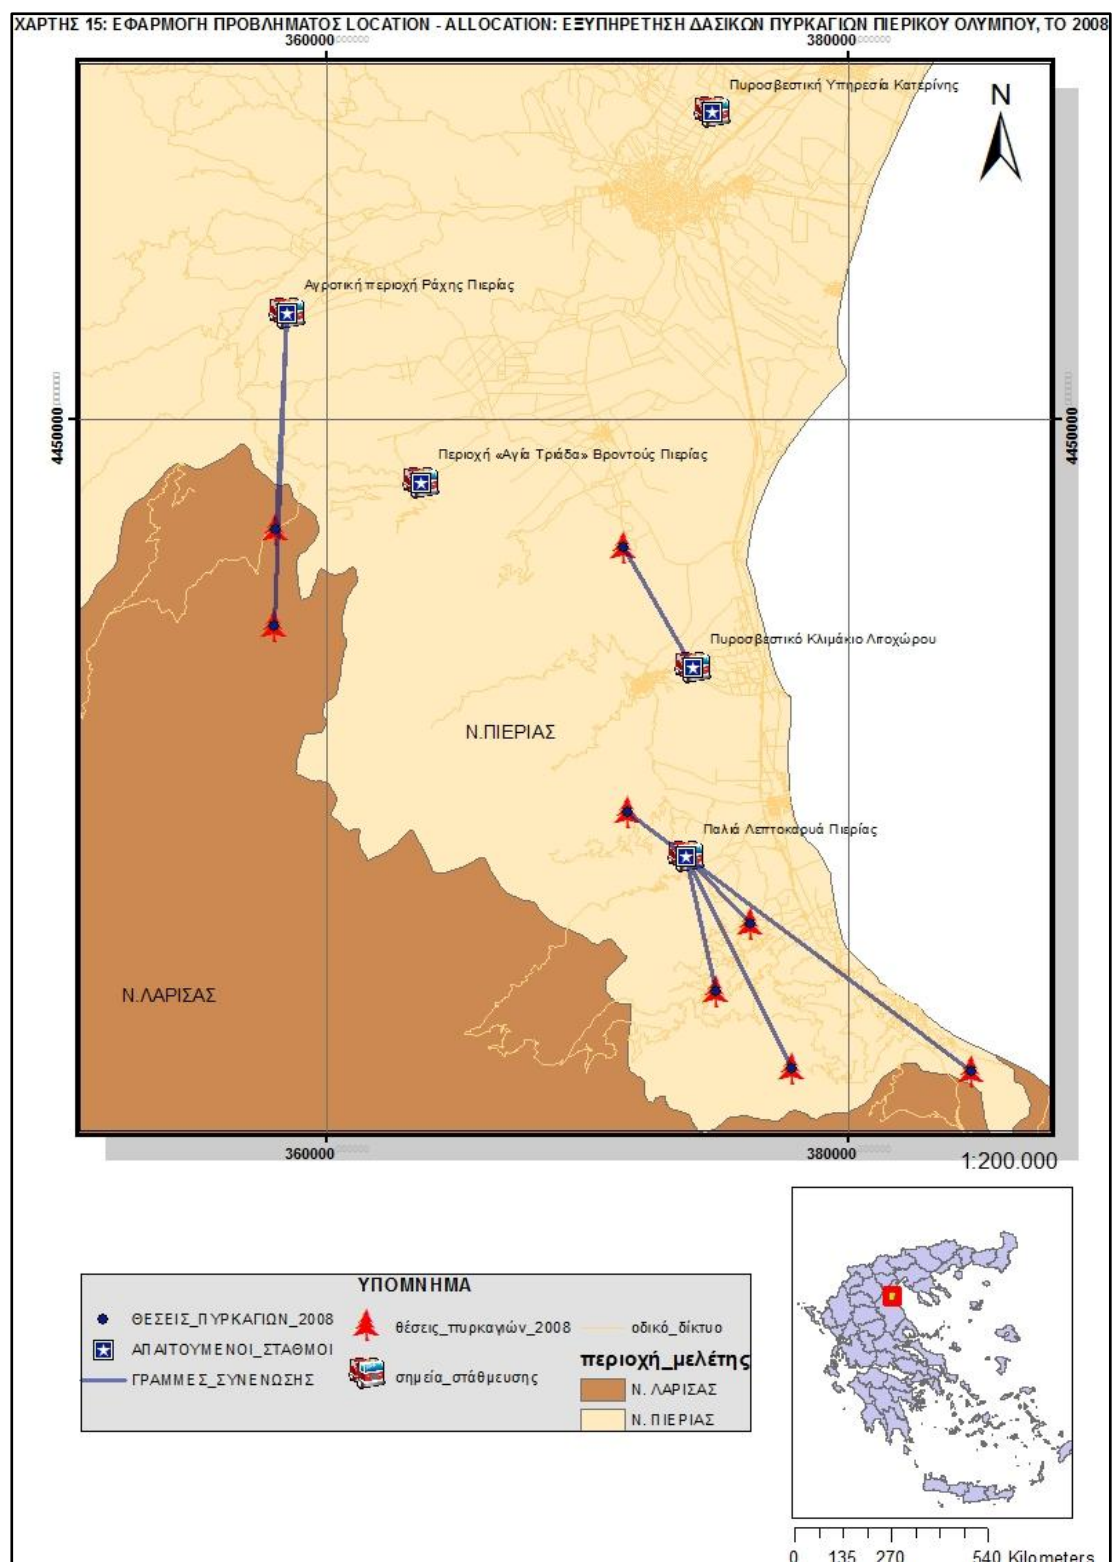 ΧΑΡΤΗΣ 15: ΕΦΑΡΜΟΓΗ ΠΡΟΒΛΗΜΑΤΟΣ LOCATION - ALLOCATION: ΕΞΥΠΗΡΕΤΗΣΗ ΔΑΣΙΚΩΝ ΠΥΡΚΑΓΙΩΝ ΠΙΕΡΙΚΟΥ ΟΛΥΜΠΟΥ, ΤΟ 2008
360000 380000
Πυροσβεστική Υπηρεσία Κατερίνης
N
Αγροτική περιοχή Ράχης Πιερίας
4450000 4450000
Περιοχή «Αγία Τριάδα» Βροντούς Πιερίας
Πυροσβεστικό Κλιμάκιο Λιτοχώρου
Ν.ΠΙΕΡΙΑΣ
Παλιά Λεπτοκαρυά Πιερίας
Ν.ΛΑΡΙΣΑΣ
360000 380000
1:200.000
ΥΠΟΜΝΗΜΑ
ΘΕΣΕΙΣ_ΠΥΡΚΑΓΙΩΝ_2008
θέσεις_πυρκαγιών_2008
οδικό_δίκτυο
ΑΠΑΙΤΟΥΜΕΝΟΙ_ΣΤΑΘΜΟΙ
περιοχή_μελέτης
ΓΡΑΜΜΕΣ_ΣΥΝΕΝΩΣΗΣ
σημεία_στάθμευσης
Ν. ΛΑΡΙΣΑΣ
Ν. ΠΙΕΡΙΑΣ
0 135 270 540 Kilometers